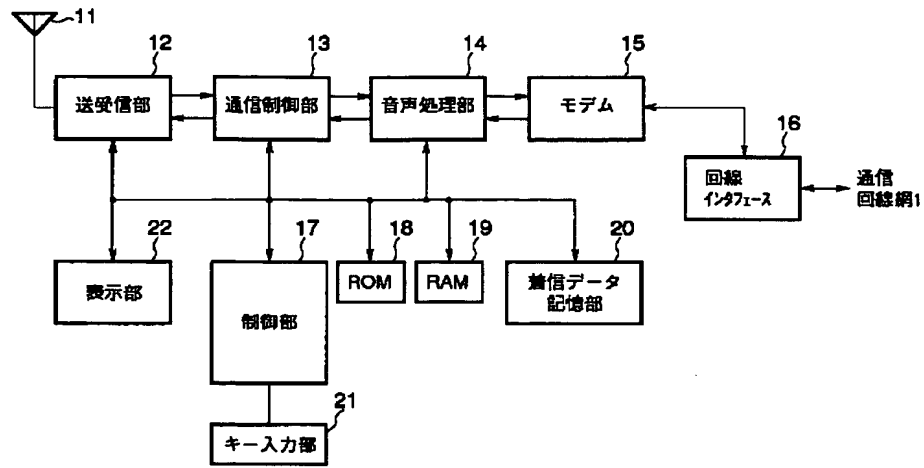 11
12
13
14
15
送受信部
通信制御部
音声処理部
モデム
16
回線
インタフェース
通信
回線網1
22
17
18
19
20
表示部
制御部
ROM
RAM
着信データ
記憶部
21
キー入力部